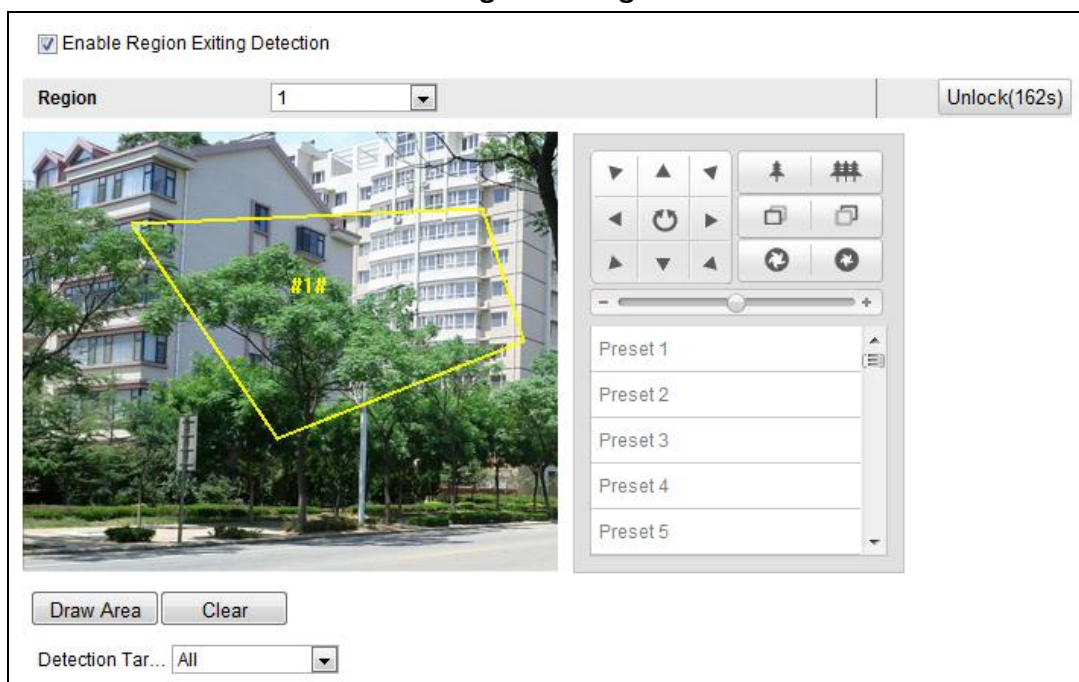 Enable Region Exiting Detection
Region 1 Unlock(162s)
#1#
Preset 1
Preset 2
Preset 3
Preset 4
Preset 5
Draw Area Clear
Detection Tar... All